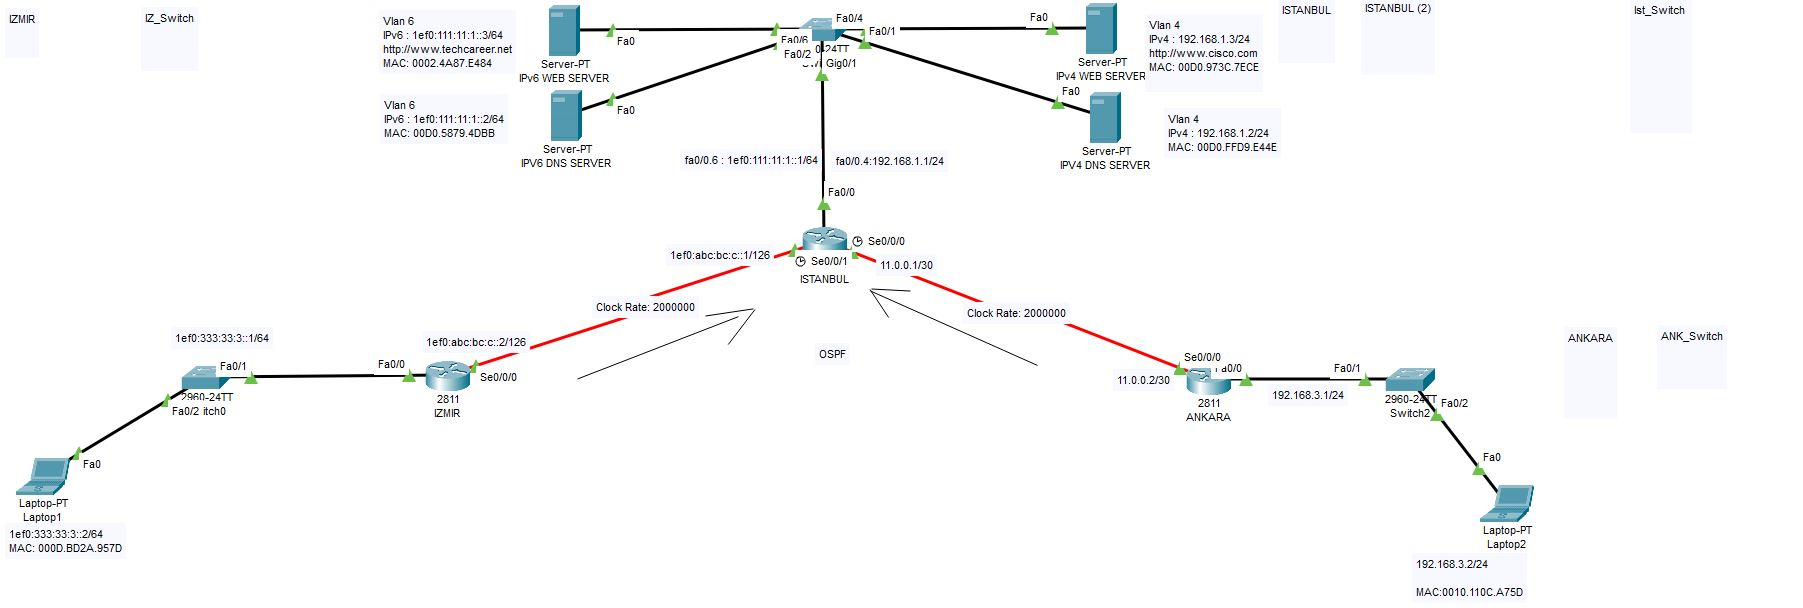 IZMIR
IZ_Switch
Vlan 6
IPv6 : 1ef0:111:11:1::3/64
http://www.techcareer.net
MAC: 0002.4A87.E484
Fa0
Server-PT
IPv6 WEB SERVER
Vlan 6
IPv6 : 1ef0:111:11:1::2/64
MAC: 00D0.5879.4DBB
Fa0
Server-PT
IPV6 DNS SERVER
Fa0/4
Fa0/6
Fa0/1
Fa0/2
-24TT
Gig0/1
Fa0
Server-PT
IPv4 WEB SERVER
Vlan 4
IPv4 : 192.168.1.3/24
http://www.cisco.com
MAC: 00D0.973C.7ECE
Fa0
Server-PT
IPV4 DNS SERVER
Vlan 4
IPv4 : 192.168.1.2/24
MAC: 00D0.FFD9.E44E
ISTANBUL
ISTANBUL (2)
Ist_Switch
fa0/0.6 : 1ef0:111:11:1::1/64
fa0/0.4:192.168.1.1/24
Fa0/0
Se0/0/0
Se0/0/1
ISTANBUL
1ef0:abc:bc:c::1/126
11.0.0.1/30
Clock Rate: 2000000
Clock Rate: 2000000
OSPF
1ef0:333:33:3::1/64
1ef0:abc:bc:c::2/126
Fa0/1
Fa0/0
Se0/0/0
2960-24TT
Fa0/2 itch0
2811
IZMIR
Fa0
Laptop-PT
Laptop1
1ef0:333:33:3::2/64
MAC: 000D.BD2A.957D
Se0/0/0
Fa0/0
11.0.0.2/30
2811
ANKARA
192.168.3.1/24
Fa0/1
2960-24TT
Switch2
Fa0/2
Fa0
Laptop-PT
Laptop2
192.168.3.2/24
MAC:0010.110C.A75D
ANKARA
ANK_Switch